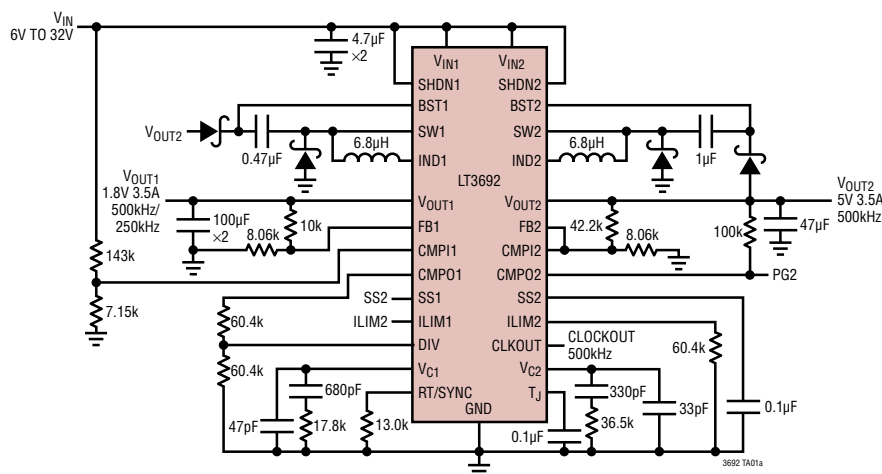 VIN
6V TO 32V
4.7µF
×2
VIN1
VIN2
SHDN1
SHDN2
BST1
BST2
VOUT2
0.47µF
SW1
SW2
6.8µH
6.8µH
1µF
IND1
IND2
LT3692
VOUT1
1.8V 3.5A
500kHz/
250kHz
VOUT1
VOUT2
VOUT2
5V 3.5A
500kHz
100µF
×2
8.06k
10k
FB1
FB2
42.2k
8.06k
100k
47µF
143k
CMPI1
CMPI2
CMPO1
CMPO2
PG2
7.15k
60.4k
SS2
SS1
SS2
ILIM2
ILIM1
ILIM2
DIV
CLKOUT
CLOCKOUT
500kHz
60.4k
60.4k
VC1
VC2
680pF
RT/SYNC
TJ
330pF
47pF
17.8k
13.0k
GND
0.1µF
36.5k
33pF
0.1µF
3692 TA01a